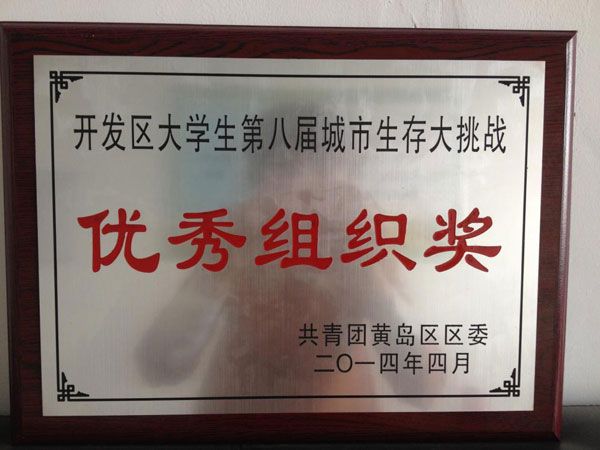 开发区大学生第八届城市生存大挑战
优秀组织奖
共青团黄岛区区委
二〇一四年四月